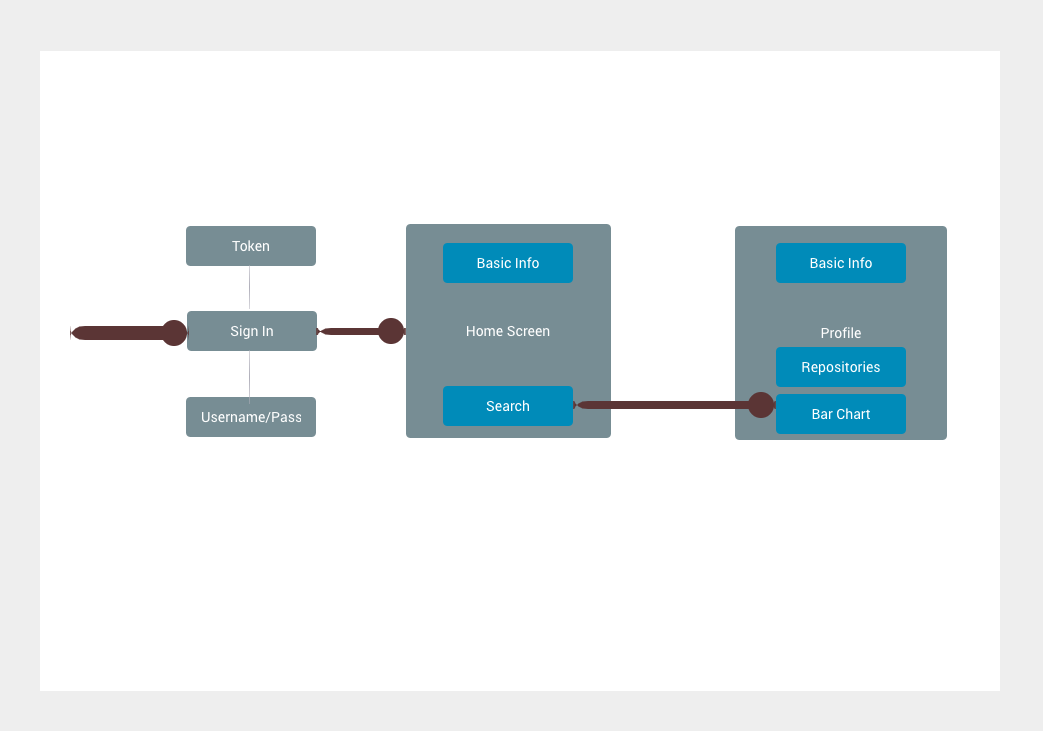 Token
Sign In
Username/Pass
Basic Info
Home Screen
Search
Basic Info
Profile
Repositories
Bar Chart